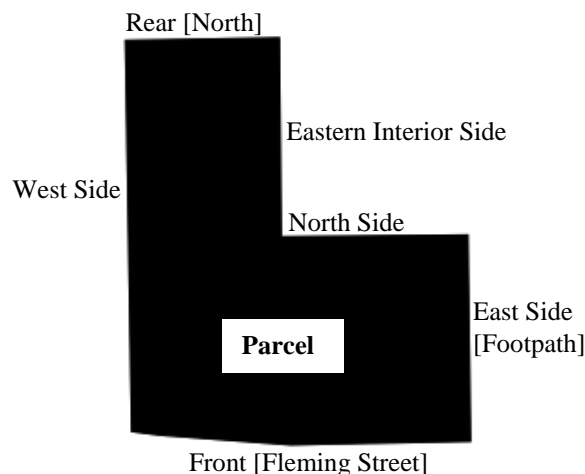 Rear [North]
Eastern Interior Side
West Side
North Side
East Side
[Footpath]
Parcel
Front [Fleming Street]